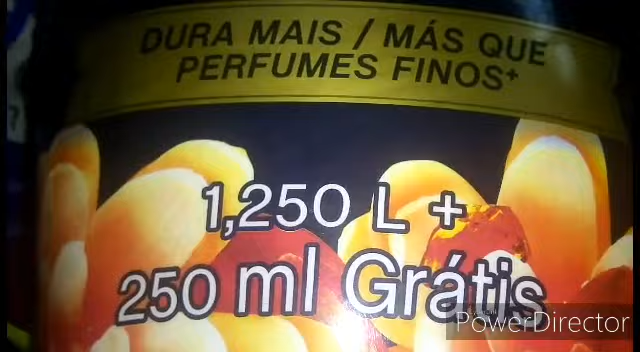 DURA MAIS / MÁS QUE
PERFUMES FINOS+
1,250 L +
250 ml Grátis
PowerDirector